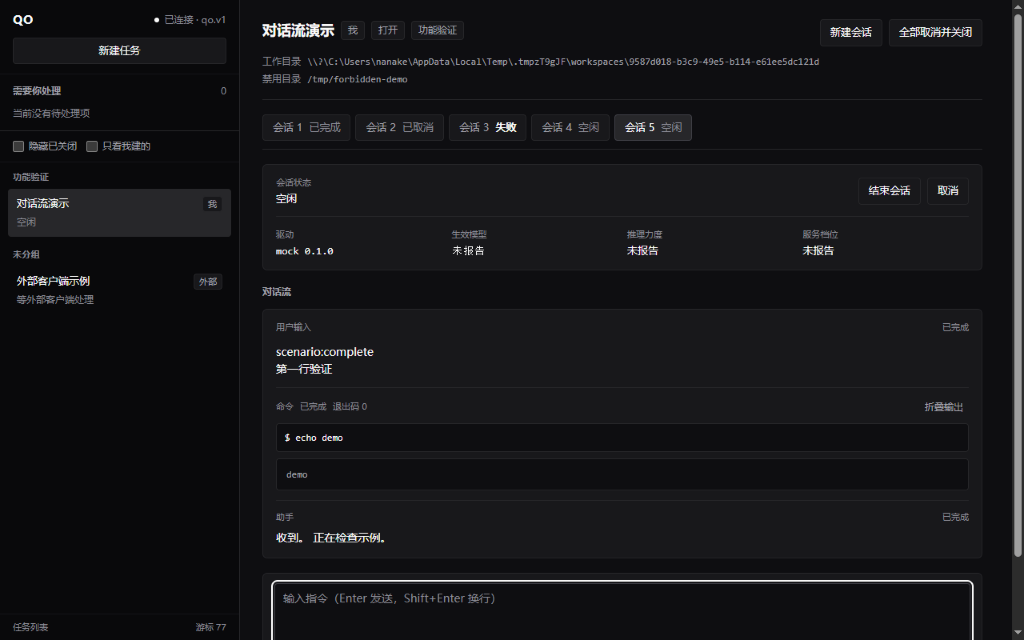 QO
已连接 · qo.v1
新建任务
需要你处理 0
当前没有待处理项
隐藏已关闭 只看我建的
功能验证
对话流演示 我
空闲
未分组
外部客户端示例 外部
等外部客户端处理
任务列表 游标 77
对话流演示 我 打开 功能验证
新建会话 全部取消并关闭
工作目录 \\?\C:\Users\nanake\AppData\Local\Temp\.tmpzT9gJF\workspaces\9587d018-b3c9-49e5-b114-e61ee5dc121d
禁用目录 /tmp/forbidden-demo
会话 1 已完成 会话 2 已取消 会话 3 失败 会话 4 空闲 会话 5 空闲
会话状态
空闲
结束会话 取消
驱动 生效模型 推理力度 服务档位
mock 0.1.0 未报告 未报告 未报告
对话流
用户输入 已完成
scenario:complete
第一行验证
命令 已完成 退出码 0 折叠输出
$ echo demo
demo
助手 已完成
收到。 正在检查示例。
输入指令（Enter 发送，Shift+Enter 换行）